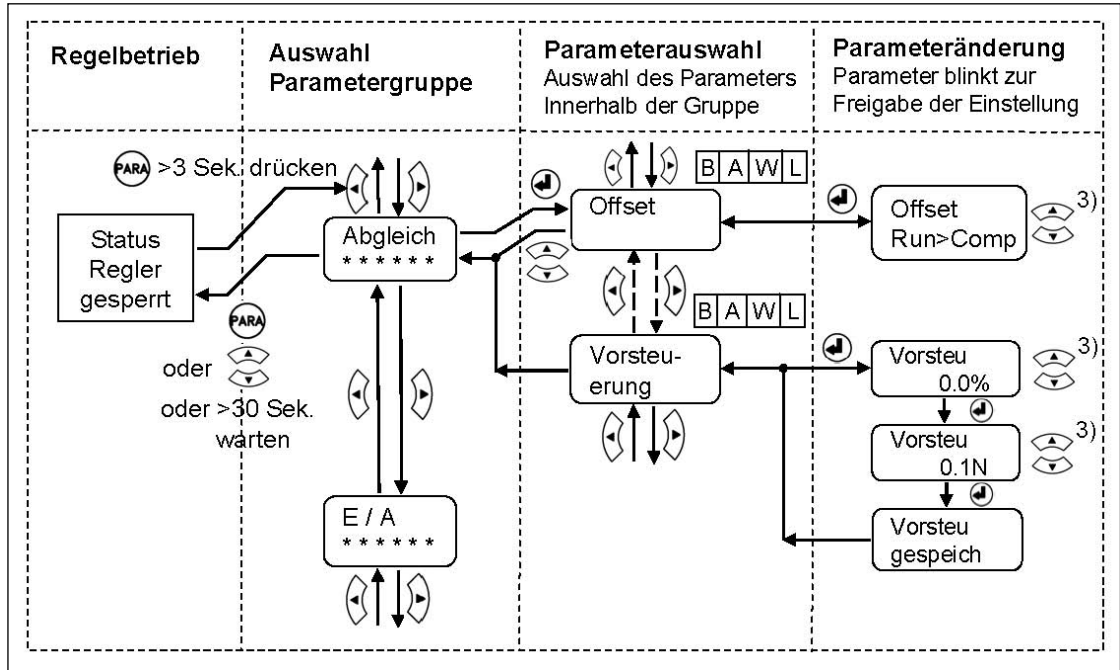 Regelbetrieb
Auswahl
Parametergruppe
Parameterauswahl
Auswahl des Parameters
Innerhalb der Gruppe
Parameteränderung
Parameter blinkt zur
Freigabe der Einstellung
PARA >3 Sek. drücken
Status
Regler
gesperrt
PARA
oder
oder >30 Sek.
warten
Abgleich
* * * * * *
E / A
* * * * * *
B A W L
Offset
B A W L
Vorsteu-
erung
Offset
Run>Comp
3)
Vorsteu
0.0%
3)
Vorsteu
0.1N
3)
Vorsteu
gespeich